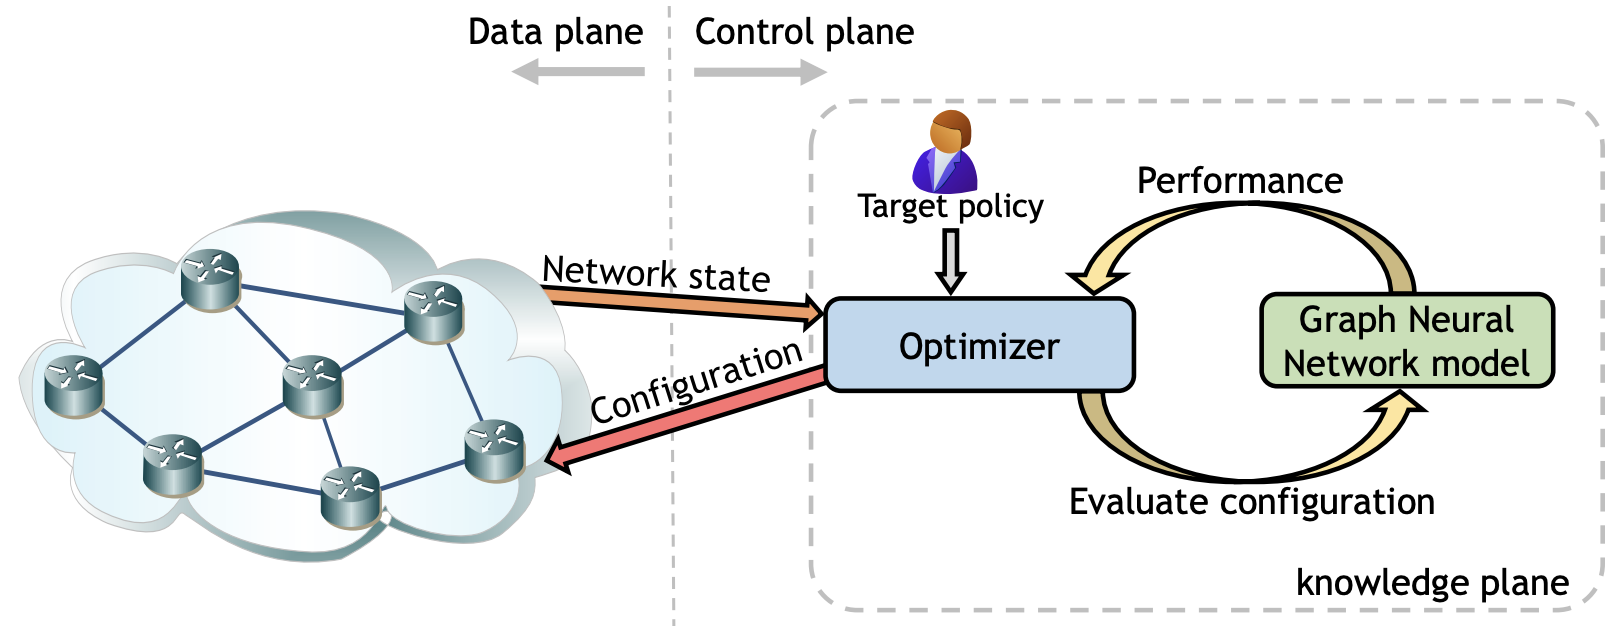 Data plane
Control plane
Performance
Target policy
Network state
Optimizer
Graph Neural
Network model
Configuration
Evaluate configuration
knowledge plane